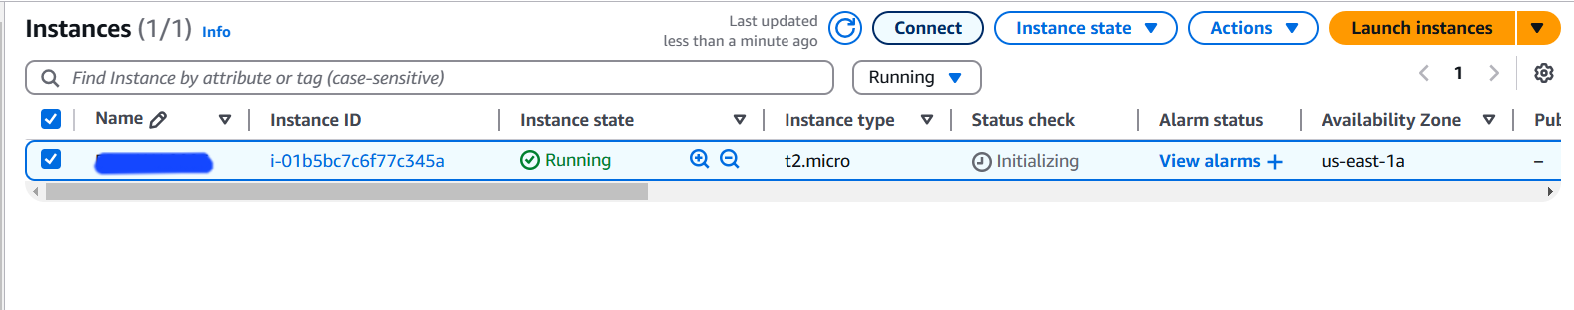 Instances (1/1) Info
Last updated
less than a minute ago
Connect
Instance state
Actions
Launch instances
Find Instance by attribute or tag (case-sensitive)
Running
1
Name Instance ID Instance state Instance type Status check Alarm status Availability Zone Pub
i-01b5bc7c6f77c345a Running t2.micro Initializing View alarms + us-east-1a –